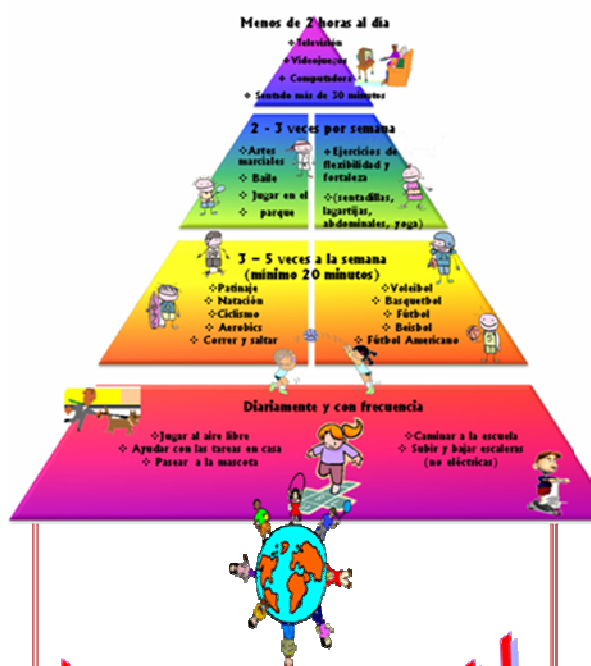 Menos de 2 horas al día
+Televisión
+Videojuegos
+ Computadora
❖ Sentado más de 30 minutos
2 - 3 veces por semana
❖Artes
marciales
❖ Baile
❖ Jugar en el
❖ parque
+Ejercicios de
flexibilidad y
fortaleza
❖(sentadillas,
lagartijas,
abdominales, yoga)
3 – 5 veces a la semana
(mínimo 20 minutos)
❖Patinaje
❖ Natación
❖Ciclismo
❖ Aerobics
❖ Correr y saltar
❖Voleibol
❖ Basquetbol
❖ Fútbol
❖ Beisbol
❖ Fútbol Americano
Diariamente y con frecuencia
❖Jugar al aire libre
❖ Ayudar con las tareas en casa
❖ Pasear a la mascota
❖Caminar a la escuela
❖ Subir y bajar escaleras
(no eléctricas)